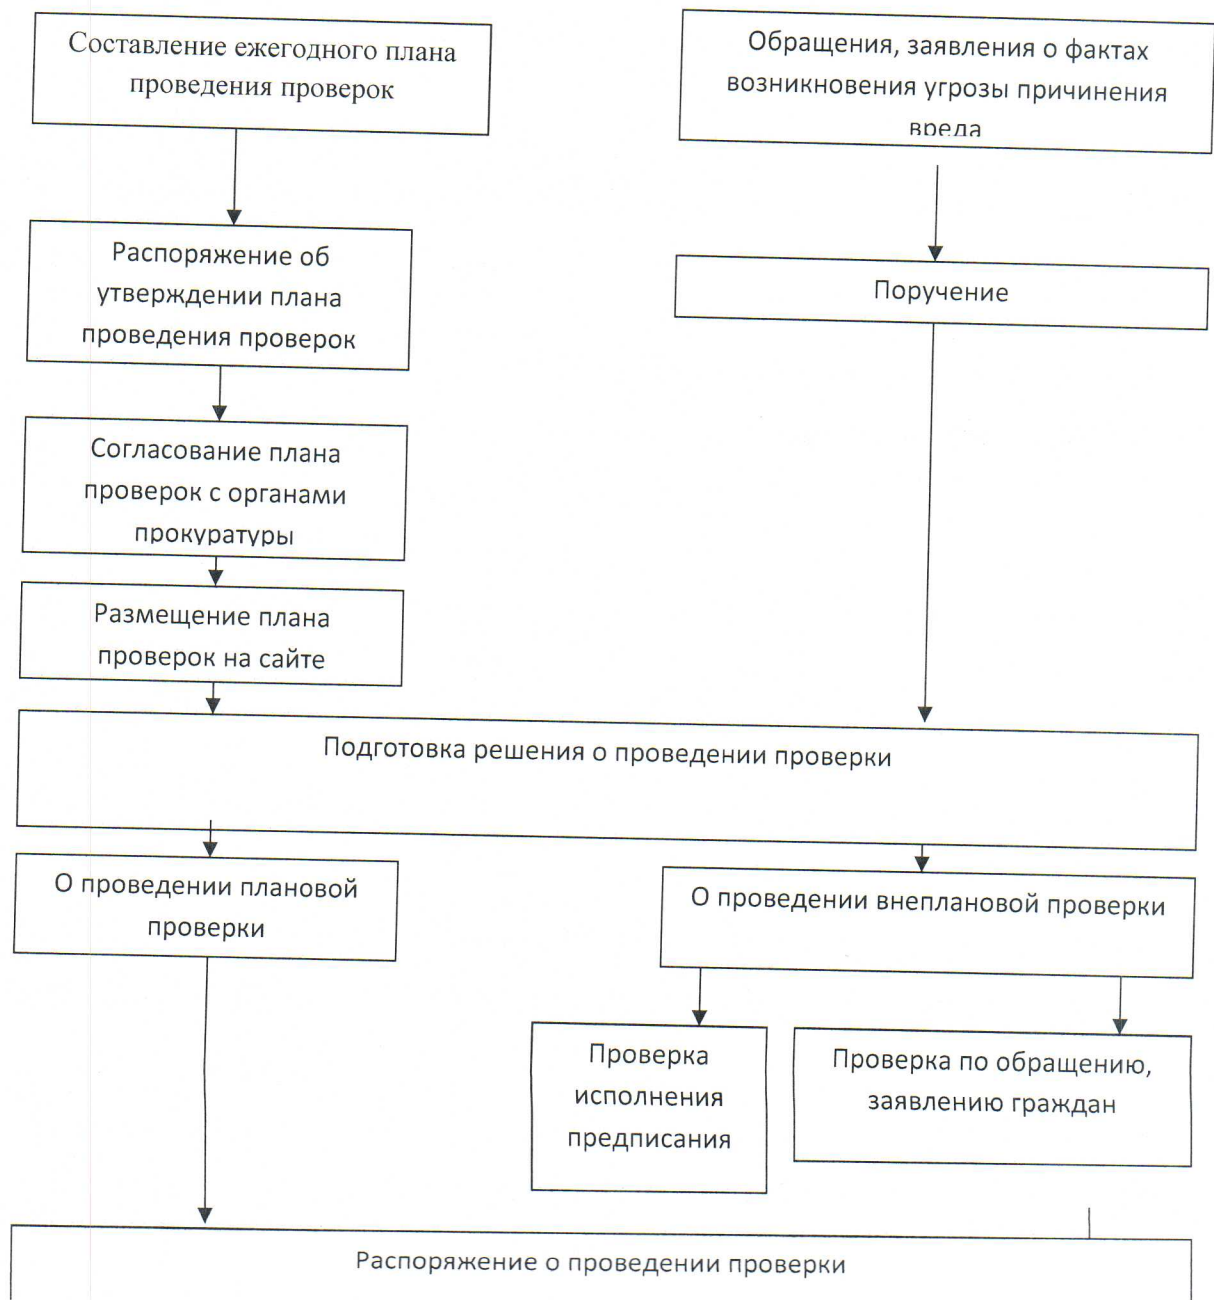 Составление ежегодного плана
проведения проверок
Обращения, заявления о фактах
возникновения угрозы причинения
вреда
Распоряжение об
утверждении плана
проведения проверок
Поручение
Согласование плана
проверок с органами
прокуратуры
Размещение плана
проверок на сайте
Подготовка решения о проведении проверки
О проведении плановой
проверки
О проведении внеплановой проверки
Проверка
исполнения
предписания
Проверка по обращению,
заявлению граждан
Распоряжение о проведении проверки